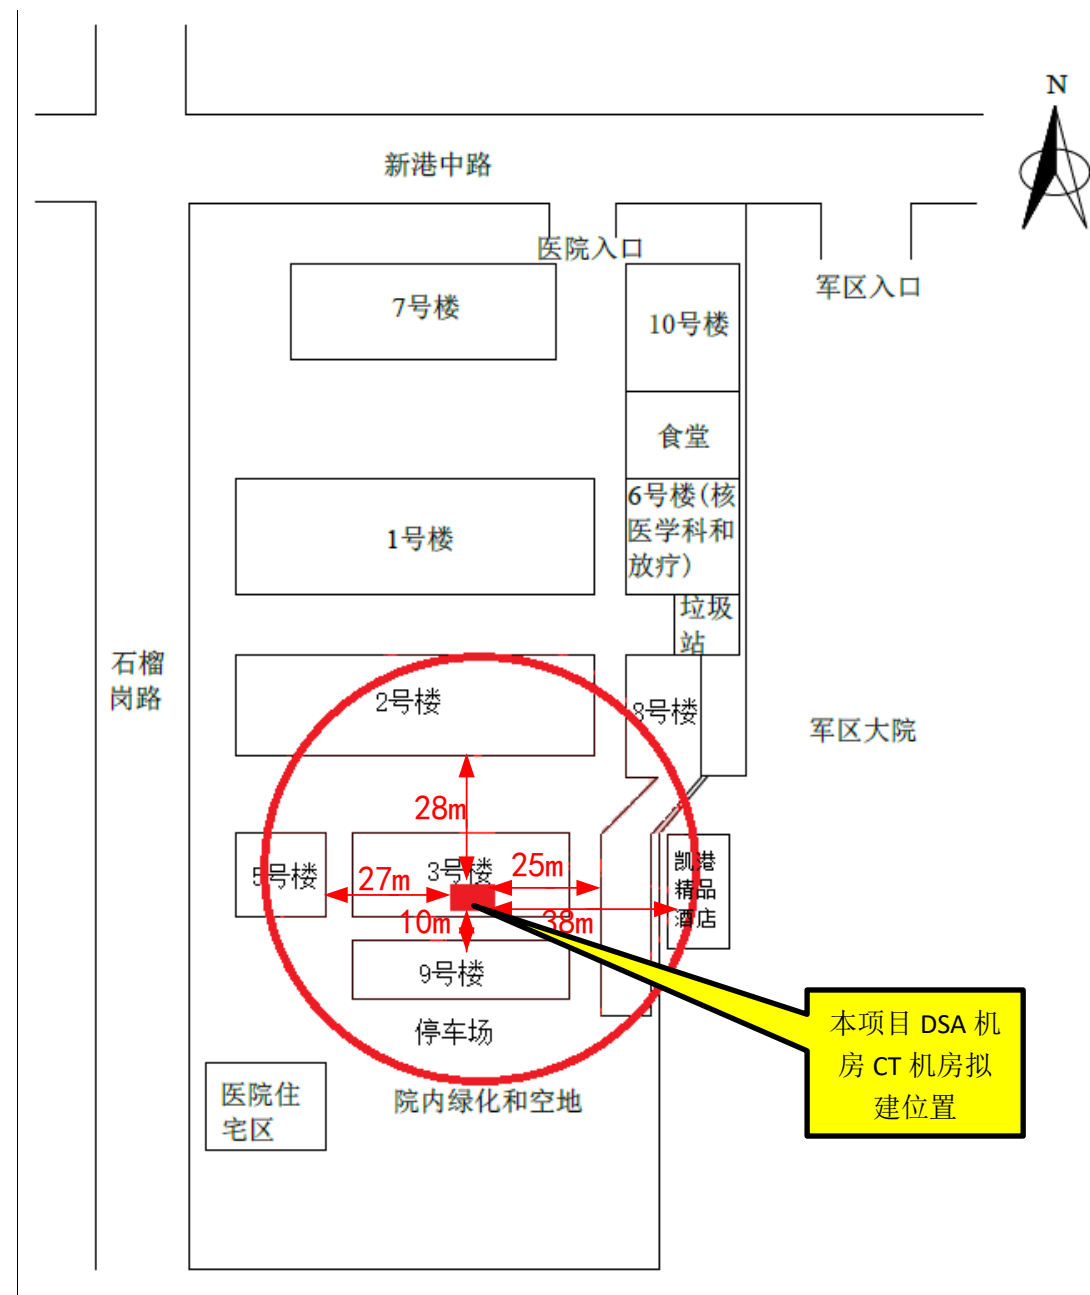 N
新港中路
医院入口
军区入口
7号楼
10号楼
食堂
6号楼(核
医学科和
放疗)
1号楼
垃圾
站
石榴
岗路
2号楼
8号楼
军区大院
28m
3号楼
25m
凯港
精品
酒店
5号楼
27m
10m
38m
9号楼
本项目 DSA 机
房 CT 机房拟
建位置
停车场
医院住
宅区
院内绿化和空地